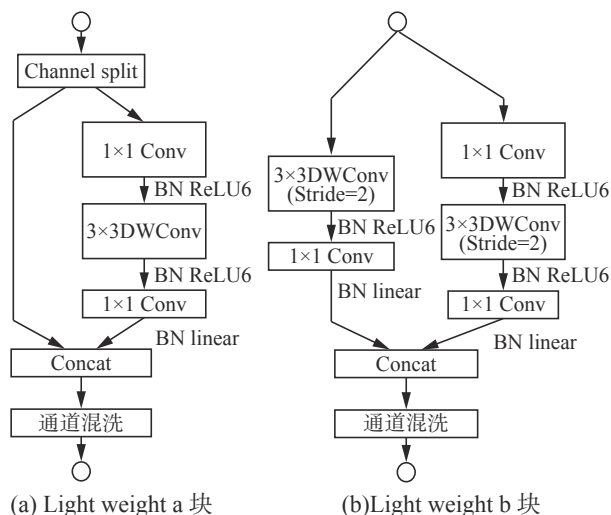 Channel split
1×1 Conv
BN ReLU6
3×3DWConv
BN ReLU6
1×1 Conv
BN linear
Concat
通道混洗
(a) Light weight a 块
3×3DWConv
(Stride=2)
BN ReLU6
1×1 Conv
BN linear
1×1 Conv
BN ReLU6
3×3DWConv
(Stride=2)
BN ReLU6
1×1 Conv
BN linear
Concat
通道混洗
(b)Light weight b 块